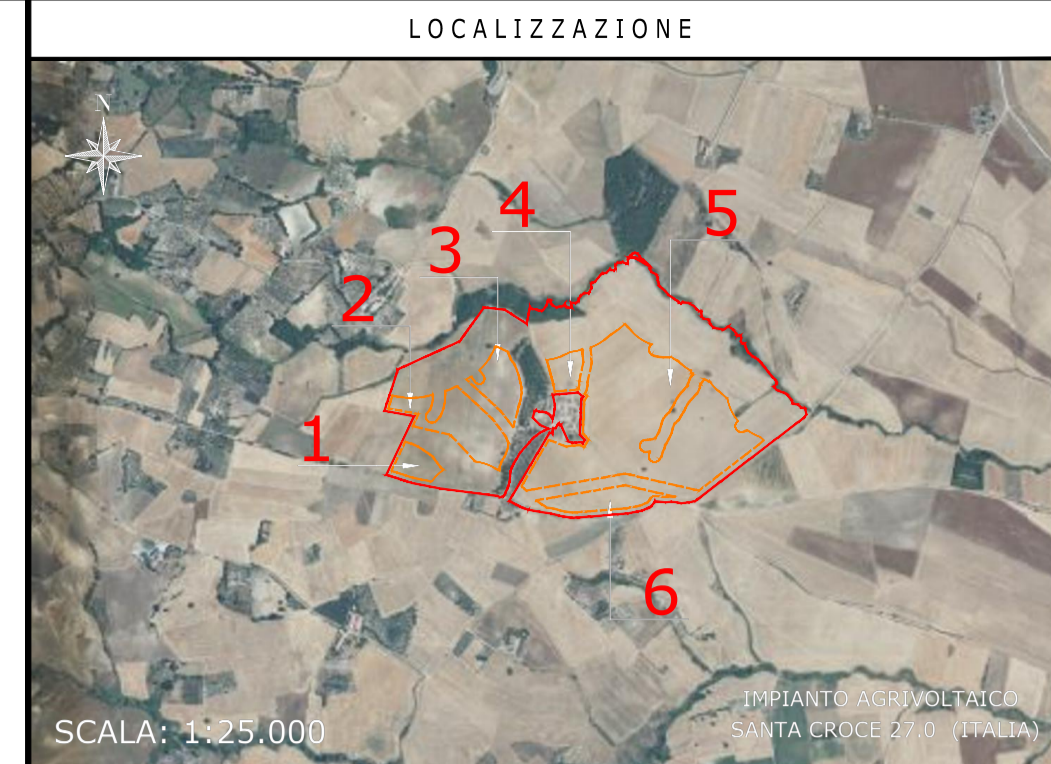 LOCALIZZAZIONE
N
4
5
3
2
1
6
IMPIANTO AGRIVOLTAICO
SANTA CROCE 27.0 (ITALIA)
SCALA: 1:25.000